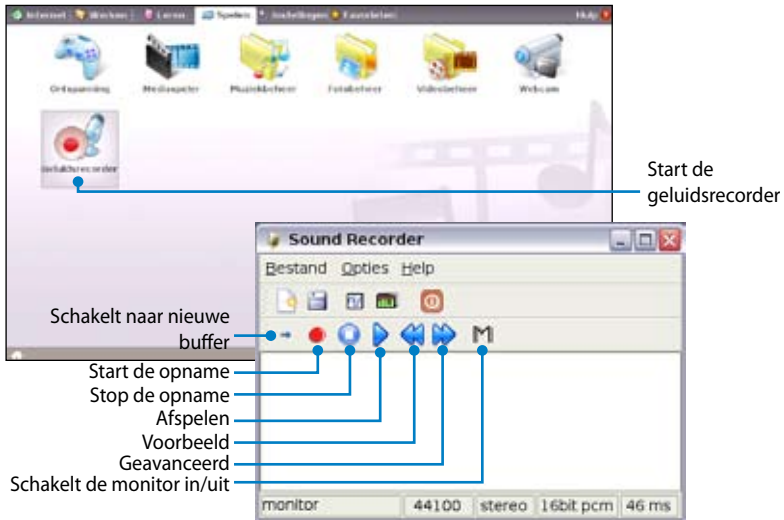 Internet Werken Leren Spelen Instellingen Favorieten Hulp
Ontspanning Mediaspeler Muziekbeheer Fotobeheer Videobeheer Webcam
Geluidsrecorder
Start de
geluidsrecorder
Sound Recorder
Bestand Opties Help
Schakelt naar nieuwe
buffer
Start de opname
Stop de opname
Afspelen
Voorbeeld
Geavanceerd
Schakelt de monitor in/uit
monitor 44100 stereo 16bit pcm 46 ms